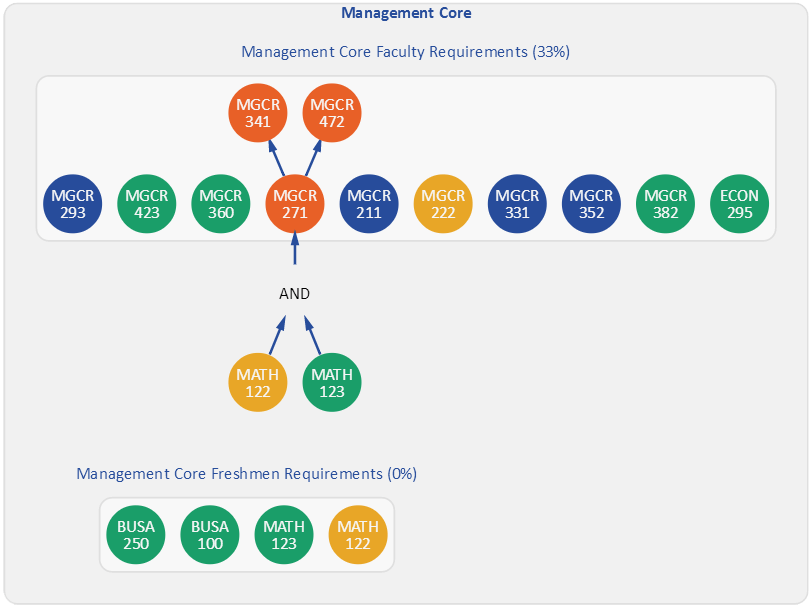 Management Core
Management Core Faculty Requirements (33%)
MGCR
341
MGCR
472
MGCR
293
MGCR
423
MGCR
360
MGCR
271
MGCR
211
MGCR
222
MGCR
331
MGCR
352
MGCR
382
ECON
295
AND
MATH
122
MATH
123
Management Core Freshmen Requirements (0%)
BUSA
250
BUSA
100
MATH
123
MATH
122